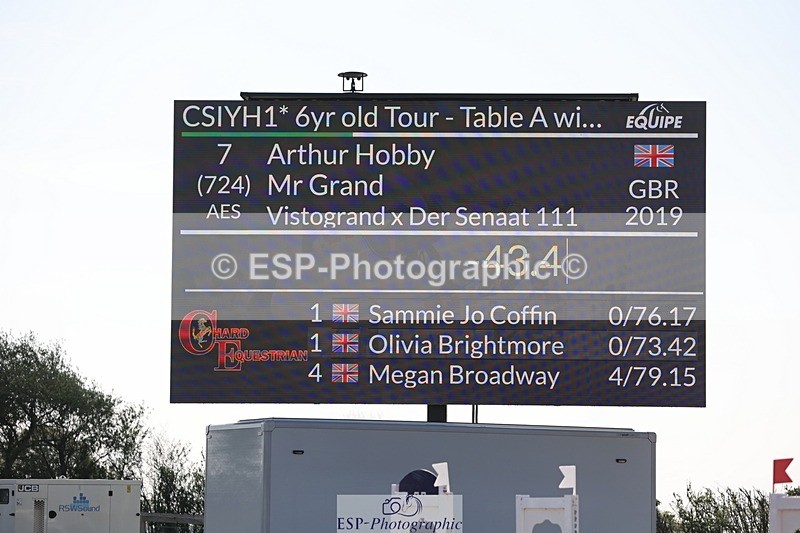 CSIYH1* 6yr old Tour - Table A wi... EQUIPE
7 Arthur Hobby
(724) Mr Grand GBR
AES Vistogrand x Der Senaat 111 2019
-43.4
© ESP-Photographic ©
1 Sammie Jo Coffin 0/76.17
1 Olivia Brightmore 0/73.42
4 Megan Broadway 4/79.15
CHARD EQUESTRIAN
JCB
RSWSound
ESP-Photographic